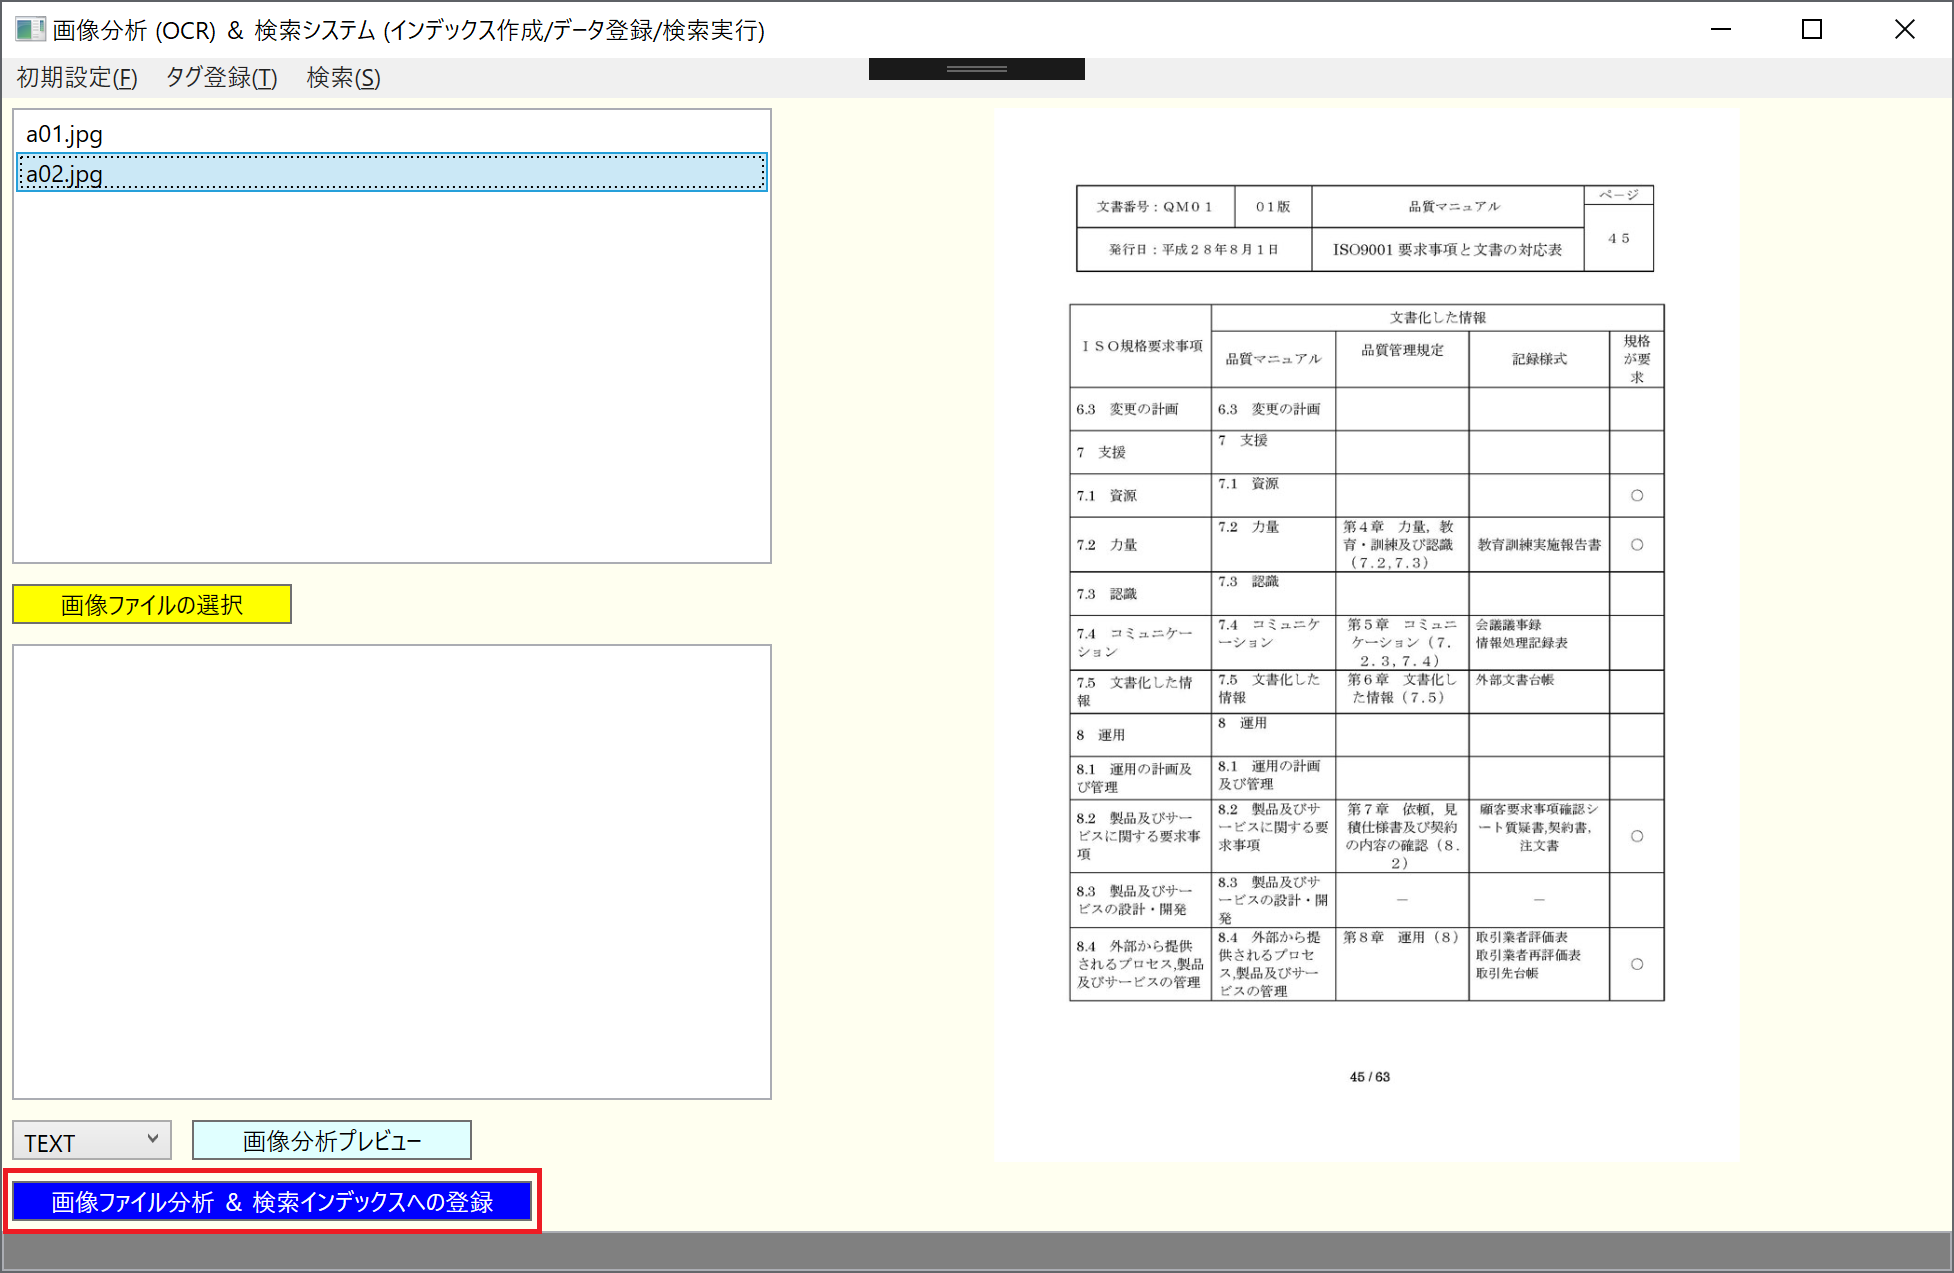 画像分析 (OCR) ＆ 検索システム (インデックス作成/データ登録/検索実行)
初期設定(F) タグ登録(T) 検索(S)
a01.jpg
a02.jpg
画像ファイルの選択
TEXT
画像分析プレビュー
画像ファイル分析 ＆ 検索インデックスへの登録
文書番号：ＱＭ０１ ０１版 品質マニュアル ページ
４５
発行日：平成２８年８月１日 ISO9001 要求事項と文書の対応表
ＩＳＯ規格要求事項 文書化した情報
品質マニュアル 品質管理規定 記録様式 規格
が要
求
6.3 変更の計画 6.3 変更の計画
7 支援 7 支援
7.1 資源 7.1 資源 ○
7.2 力量 7.2 力量 第４章 力量，教
育・訓練及び認識
（７.２,７.３） 教育訓練実施報告書 ○
7.3 認識 7.3 認識
7.4 コミュニケー
ション 7.4 コミュニケ
ーション 第５章 コミュニ
ケーション（７.
２.３,７.４） 会議議事録
情報処理記録表
7.5 文書化した情
報 7.5 文書化した
情報 第６章 文書化し
た情報（７.５） 外部文書台帳
8 運用 8 運用
8.1 運用の計画及
び管理 8.1 運用の計画
及び管理
8.2 製品及びサー
ビスに関する要求事
項 8.2 製品及びサ
ービスに関する要
求事項 第７章 依頼，見
積仕様書及び契約
の内容の確認（８.
２） 顧客要求事項確認シ
ート質疑書,契約書，
注文書 ○
8.3 製品及びサー
ビスの設計・開発 8.3 製品及びサ
ービスの設計・開
発 － －
8.4 外部から提供
されるプロセス,製品
及びサービスの管理 8.4 外部から提
供されるプロセ
ス,製品及びサー
ビスの管理 第８章 運用（８） 取引業者評価表
取引業者再評価表
取引先台帳 ○
45 / 63